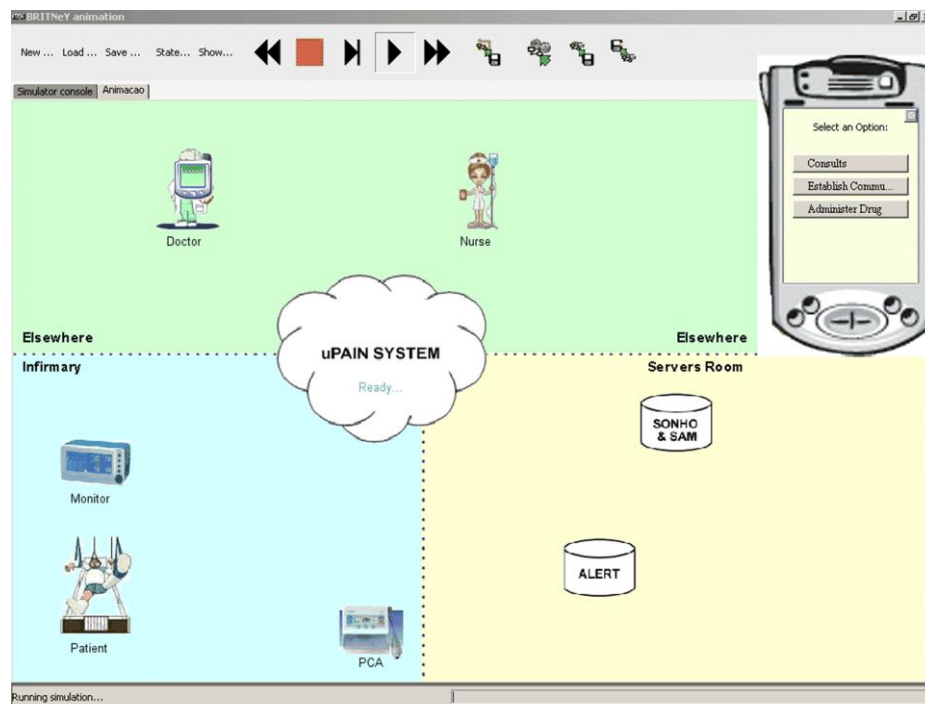 BRITNeY animation
New ... Load ... Save ... State... Show...
Simulator console Animacao
Select an Option:
Consults
Establish Commu...
Administer Drug
Doctor
Nurse
Elsewhere
Elsewhere
uPAIN SYSTEM
Ready...
Infirmary
Servers Room
SONHO
& SAM
Monitor
ALERT
Patient
PCA
Running simulation...